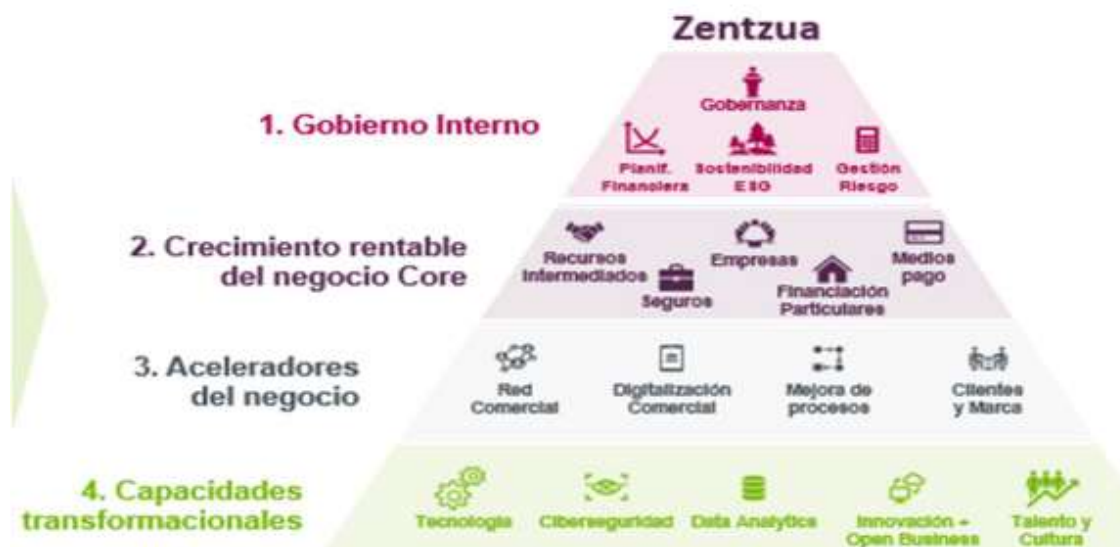 Zentzua
1. Gobierno Interno
Gobernanza
Planif.
Financiera
Sostenibilidad
ESG
Gestión
Riesgo
2. Crecimiento rentable
del negocio Core
Recursos
Intermediados
Seguros
Empresas
Financiación
Particulares
Medios
pago
3. Aceleradores
del negocio
Red
Comercial
Digitalización
Comercial
Mejora de
procesos
Clientes
y Marca
4. Capacidades
transformacionales
Tecnología
Ciberseguridad
Data Analytics
Innovación +
Open Business
Talento y
Cultura